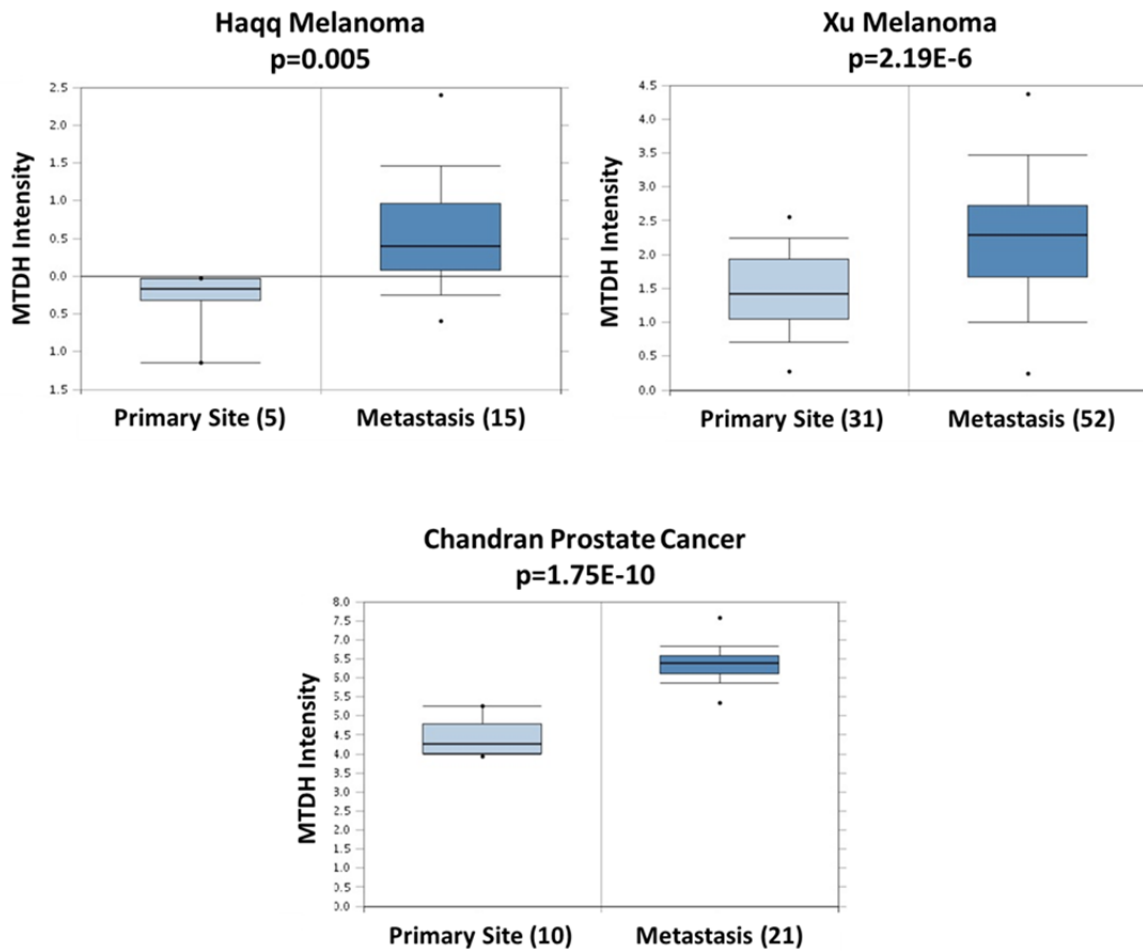 Haqq Melanoma
p=0.005
MTDH Intensity
2.5
2.0
1.5
1.0
0.5
0.0
0.5
1.0
1.5
Primary Site (5)
Metastasis (15)
Xu Melanoma
p=2.19E-6
MTDH Intensity
4.5
4.0
3.5
3.0
2.5
2.0
1.5
1.0
0.5
0.0
Primary Site (31)
Metastasis (52)
Chandran Prostate Cancer
p=1.75E-10
MTDH Intensity
8.0
7.5
7.0
6.5
6.0
5.5
5.0
4.5
4.0
3.5
3.0
2.5
2.0
1.5
1.0
0.5
0.0
Primary Site (10)
Metastasis (21)